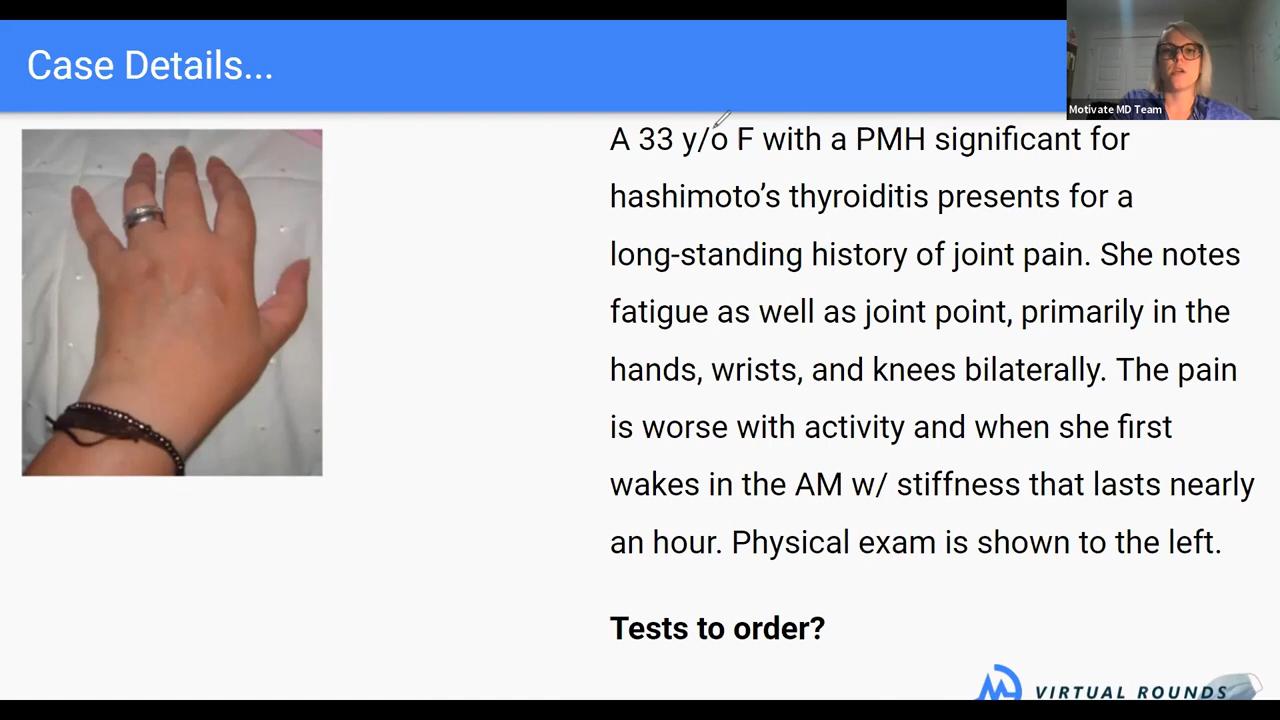 Case Details...
Motivate MD Team
A 33 y/o F with a PMH significant for
hashimoto’s thyroiditis presents for a
long-standing history of joint pain. She notes
fatigue as well as joint point, primarily in the
hands, wrists, and knees bilaterally. The pain
is worse with activity and when she first
wakes in the AM w/ stiffness that lasts nearly
an hour. Physical exam is shown to the left.
Tests to order?
VIRTUAL ROUNDS